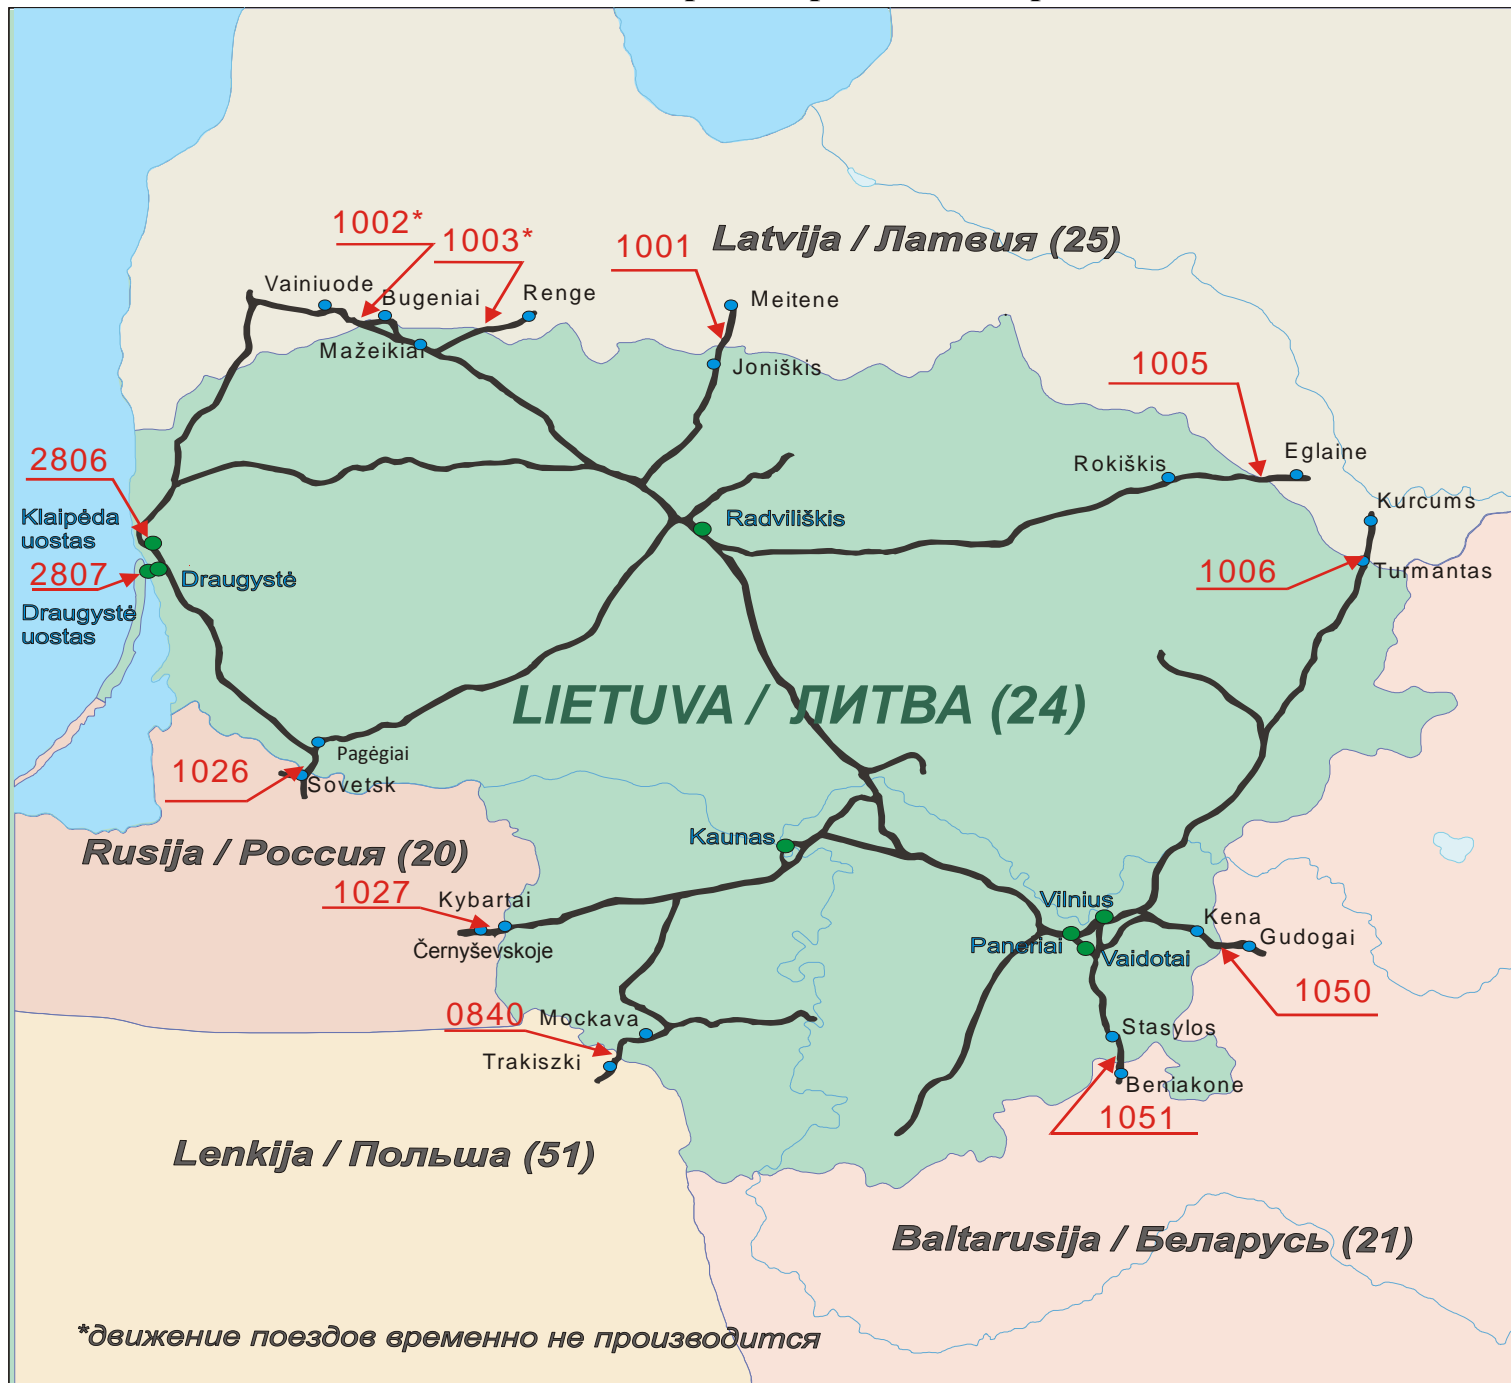 1002*
1003*
1001
Latvija / Латвия (25)
Vainiuode
Bugeniai
Renge
Meitene
Mažeikiai
Joniškis
1005
2806
Rokiškis
Eglaine
Kurcums
Klaipėda
uostas
Radviliškis
2807
Draugystė
1006
Turmantas
Draugystė
uostas
LIETUVA / ЛИТВА (24)
Pagėgiai
1026
Sovetsk
Kaunas
Rusija / Россия (20)
1027
Kybartai
Vilnius
Kena
Černyševskoje
Paneriai
Vaidotai
Gudogai
1050
0840
Mockava
Stasylos
Trakiszki
Beniakone
1051
Lenkija / Польша (51)
Baltarusija / Беларусь (21)
*движение поездов временно не производится